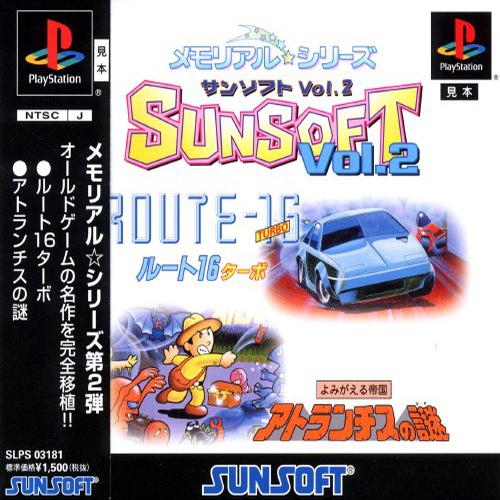 PlayStation
見本
NTSC J
メモリアル☆シリーズ第2弾
オールドゲームの名作を完全移植!!
●ルート16ターボ
●アトランチスの謎
SLPS 03181
標準価格¥1,500(税抜)
SUNSOFT®
メモリアル☆シリーズ
サンソフト Vol.2
SUNSOFT
Vol.2
PlayStation
見本
ROUTE-16
TURBO
ルート16ターボ
よみがえる帝国
アトランチスの謎
SUNSOFT®